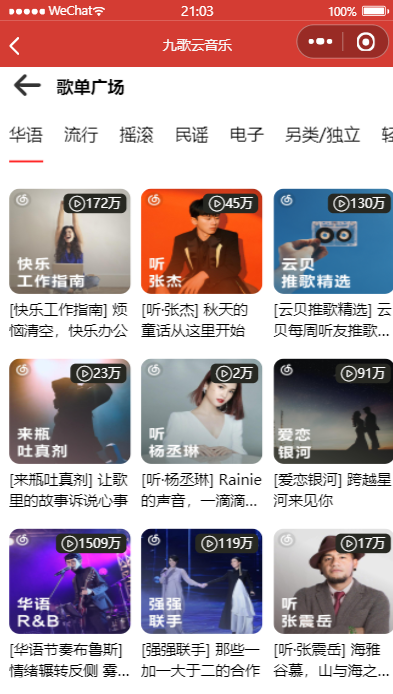 WeChat 21:03 100%
九歌云音乐
歌单广场
华语 流行 摇滚 民谣 电子 另类/独立 轻
172万 45万 130万
快乐 听 云贝
工作指南 张杰 推歌精选
[快乐工作指南] 烦 [听·张杰] 秋天的 [云贝推歌精选] 云
恼清空，快乐办公 童话从这里开始 贝每周听友推歌...
23万 2万 91万
来瓶 听 爱恋
吐真剂 杨丞琳 银河
[来瓶吐真剂] 让歌 [听·杨丞琳] Rainie [爱恋银河] 跨越星
里的故事诉说心事 的声音，一滴滴... 河来见你
1509万 119万 17万
华语 强强 听
R&B 联手 张震岳
[华语节奏布鲁斯] [强强联手] 那些一 [听·张震岳] 海雅
情绪辗转反侧 雾... 加一大于二的合作 谷慕，山与海之...